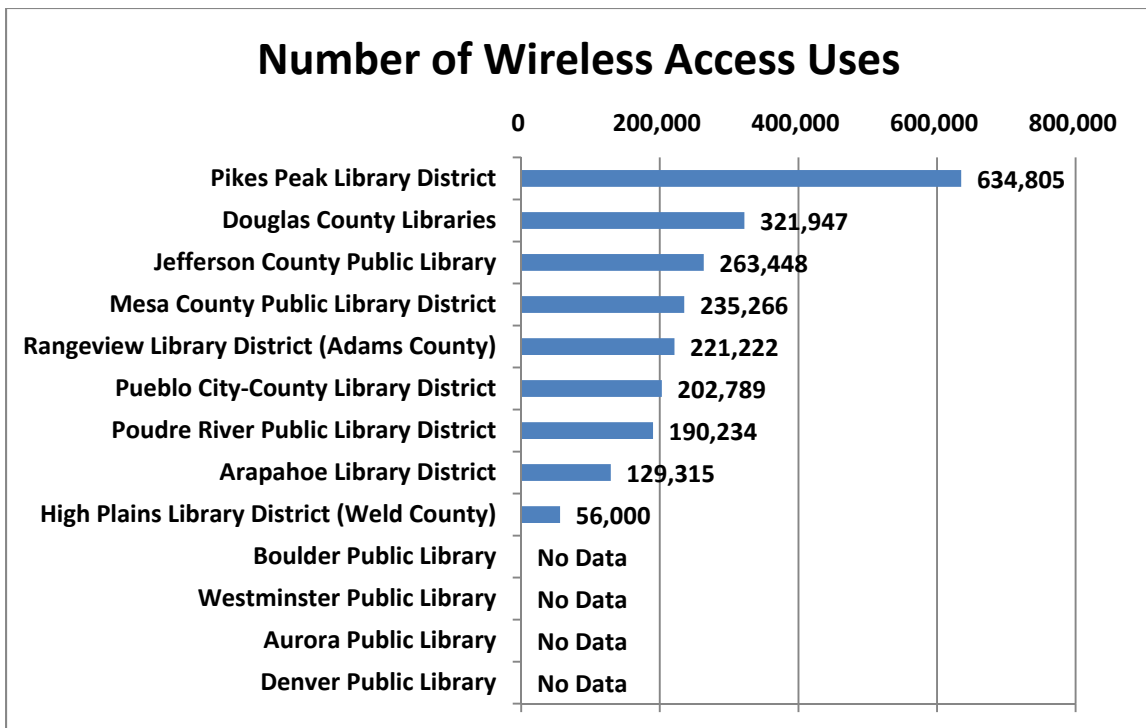 Number of Wireless Access Uses
0 200,000 400,000 600,000 800,000
Pikes Peak Library District 634,805
Douglas County Libraries 321,947
Jefferson County Public Library 263,448
Mesa County Public Library District 235,266
Rangeview Library District (Adams County) 221,222
Pueblo City-County Library District 202,789
Poudre River Public Library District 190,234
Arapahoe Library District 129,315
High Plains Library District (Weld County) 56,000
Boulder Public Library No Data
Westminster Public Library No Data
Aurora Public Library No Data
Denver Public Library No Data